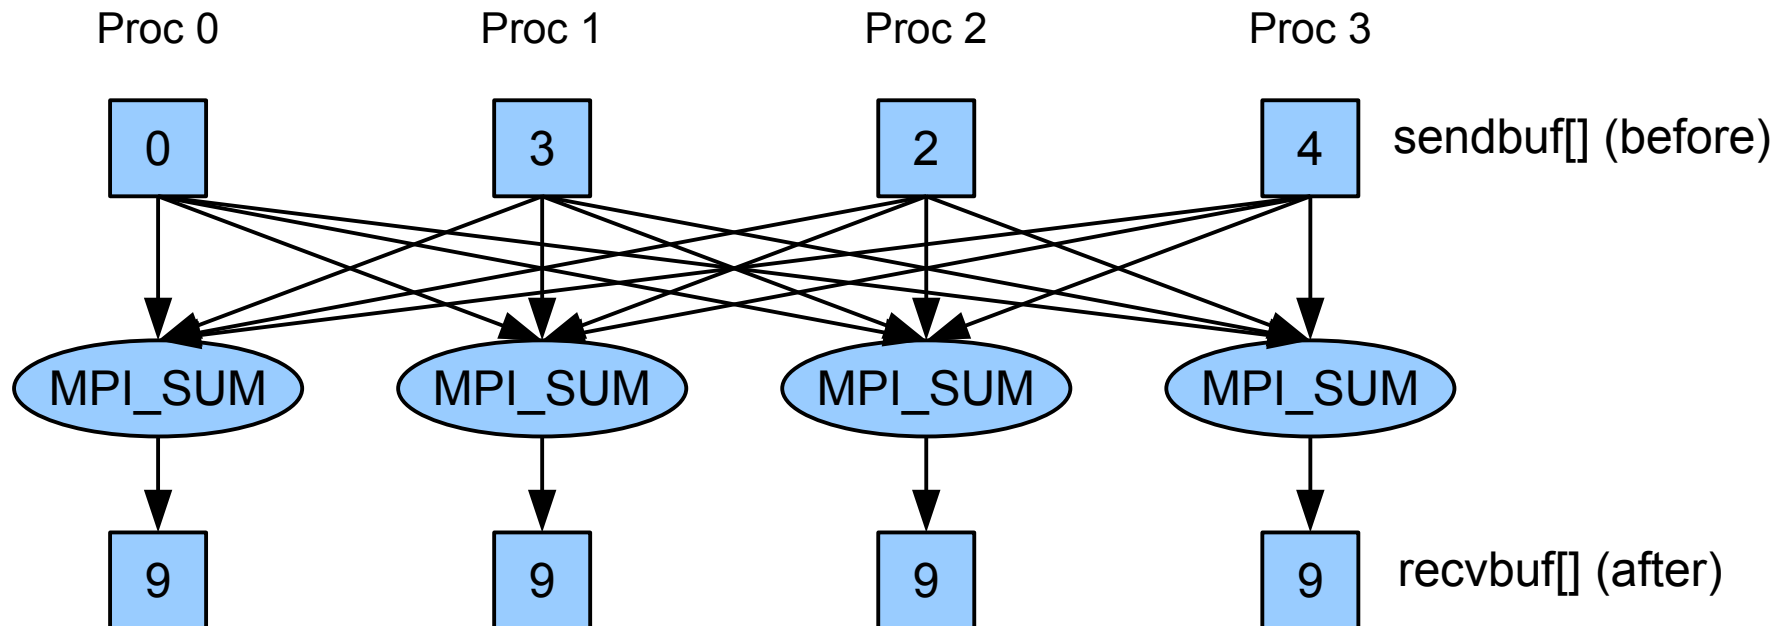 Proc 0 Proc 1 Proc 2 Proc 3
0 3 2 4 sendbuf[] (before)
MPI_SUM MPI_SUM MPI_SUM MPI_SUM
9 9 9 9 recvbuf[] (after)